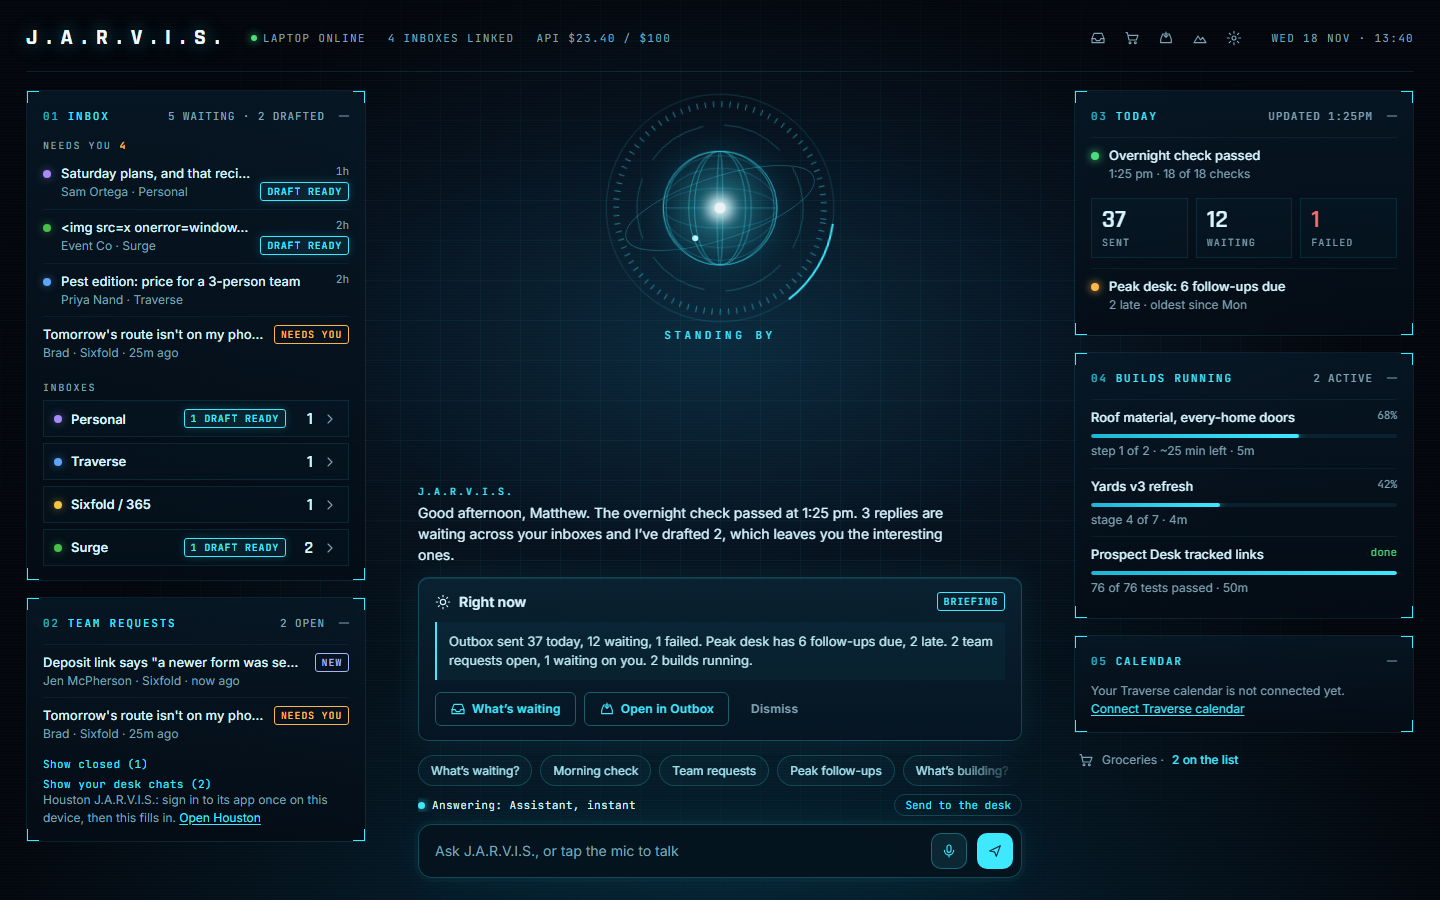 J.A.R.V.I.S.
LAPTOP ONLINE
4 INBOXES LINKED
API $23.40 / $100
WED 18 NOV · 13:40
01 INBOX
5 WAITING · 2 DRAFTED
NEEDS YOU 4
Saturday plans, and that reci...
1h
Sam Ortega · Personal
DRAFT READY
<img src=x onerror=window...
2h
Event Co · Surge
DRAFT READY
Pest edition: price for a 3-person team
2h
Priya Nand · Traverse
Tomorrow's route isn't on my pho...
NEEDS YOU
Brad · Sixfold · 25m ago
INBOXES
Personal
1 DRAFT READY
1
Traverse
1
Sixfold / 365
1
Surge
1 DRAFT READY
2
02 TEAM REQUESTS
2 OPEN
Deposit link says "a newer form was se...
NEW
Jen McPherson · Sixfold · now ago
Tomorrow's route isn't on my pho...
NEEDS YOU
Brad · Sixfold · 25m ago
Show closed (1)
Show your desk chats (2)
Houston J.A.R.V.I.S.: sign in to its app once on this
device, then this fills in. Open Houston
STANDING BY
J.A.R.V.I.S.
Good afternoon, Matthew. The overnight check passed at 1:25 pm. 3 replies are
waiting across your inboxes and I’ve drafted 2, which leaves you the interesting
ones.
Right now
BRIEFING
Outbox sent 37 today, 12 waiting, 1 failed. Peak desk has 6 follow-ups due, 2 late. 2 team
requests open, 1 waiting on you. 2 builds running.
What’s waiting
Open in Outbox
Dismiss
What’s waiting?
Morning check
Team requests
Peak follow-ups
What’s building?
Answering: Assistant, instant
Send to the desk
Ask J.A.R.V.I.S., or tap the mic to talk
03 TODAY
UPDATED 1:25PM
Overnight check passed
1:25 pm · 18 of 18 checks
37
SENT
12
WAITING
1
FAILED
Peak desk: 6 follow-ups due
2 late · oldest since Mon
04 BUILDS RUNNING
2 ACTIVE
Roof material, every-home doors
68%
step 1 of 2 · ~25 min left · 5m
Yards v3 refresh
42%
stage 4 of 7 · 4m
Prospect Desk tracked links
done
76 of 76 tests passed · 50m
05 CALENDAR
Your Traverse calendar is not connected yet.
Connect Traverse calendar
Groceries · 2 on the list